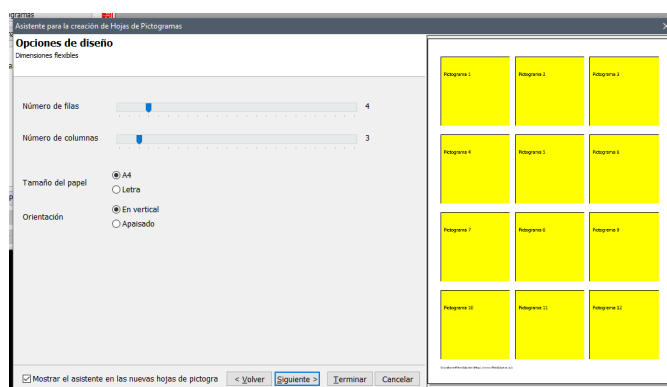 Asistente para la creación de Hojas de Pictogramas
Opciones de diseño
Dimensiones flexibles
Número de filas 4
Número de columnas 3
Tamaño del papel
A4
Letra
Orientación
En vertical
Apaisado
Mostrar el asistente en las nuevas hojas de pictogra
< Volver Siguiente > Terminar Cancelar
Pictograma 1 Pictograma 2 Pictograma 3
Pictograma 4 Pictograma 5 Pictograma 6
Pictograma 7 Pictograma 8 Pictograma 9
Pictograma 10 Pictograma 11 Pictograma 12